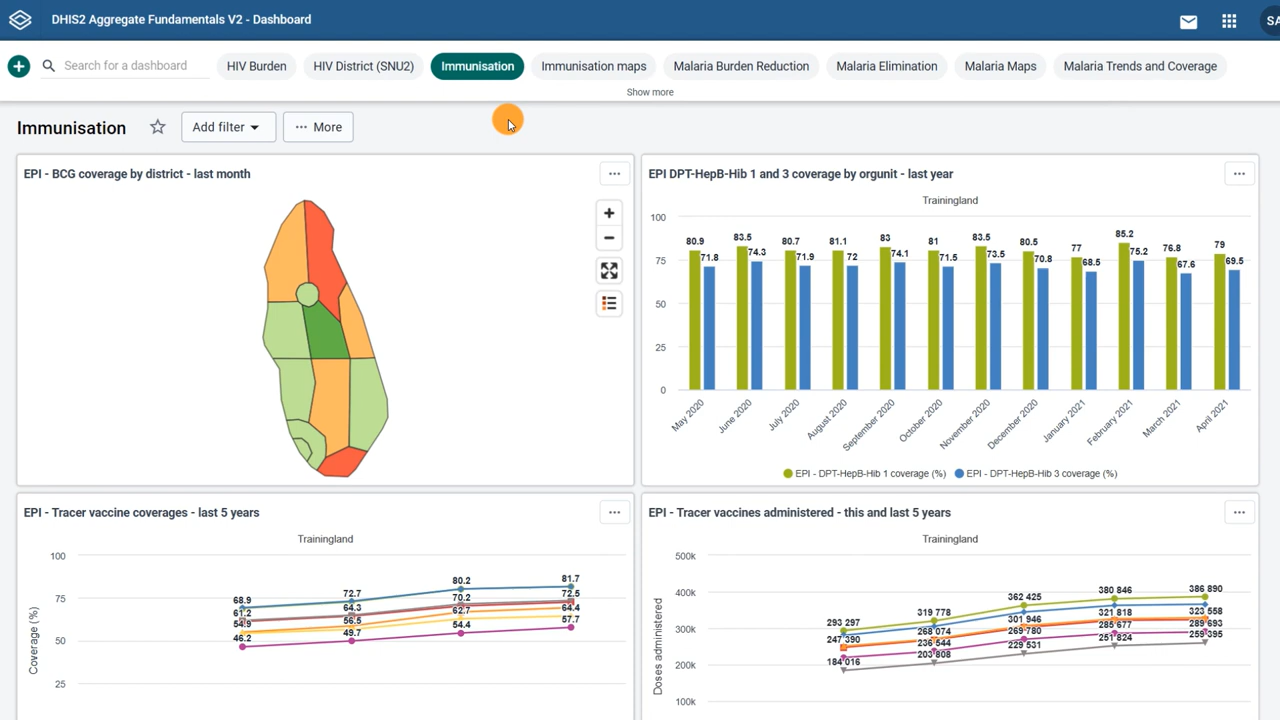 DHIS2 Aggregate Fundamentals V2 - Dashboard
SA
Search for a dashboard
HIV Burden
HIV District (SNU2)
Immunisation
Immunisation maps
Malaria Burden Reduction
Malaria Elimination
Malaria Maps
Malaria Trends and Coverage
Show more
Immunisation
Add filter
More
EPI - BCG coverage by district - last month
EPI DPT-HepB-Hib 1 and 3 coverage by orgunit - last year
Trainingland
100
75
50
25
0
80.9
71.8
83.5
74.3
80.7
71.9
81.1
72
83
74.1
81
71.5
83.5
73.5
80.5
70.8
77
68.5
85.2
75.2
76.8
67.6
79
69.5
May 2020
June 2020
July 2020
August 2020
September 2020
October 2020
November 2020
December 2020
January 2021
February 2021
March 2021
April 2021
EPI - DPT-HepB-Hib 1 coverage (%)
EPI - DPT-HepB-Hib 3 coverage (%)
EPI - Tracer vaccine coverages - last 5 years
Trainingland
Coverage (%)
100
75
50
25
68.9
61.2
46.2
72.7
64.3
56.5
49.7
80.2
70.2
62.7
54.4
81.7
72.5
64.4
57.7
EPI - Tracer vaccines administered - this and last 5 years
Trainingland
Doses administered
500k
400k
300k
200k
100k
293 297
247 390
184 016
319 778
268 074
203 808
362 425
301 946
269 780
229 531
380 846
321 818
285 677
251 824
386 890
323 558